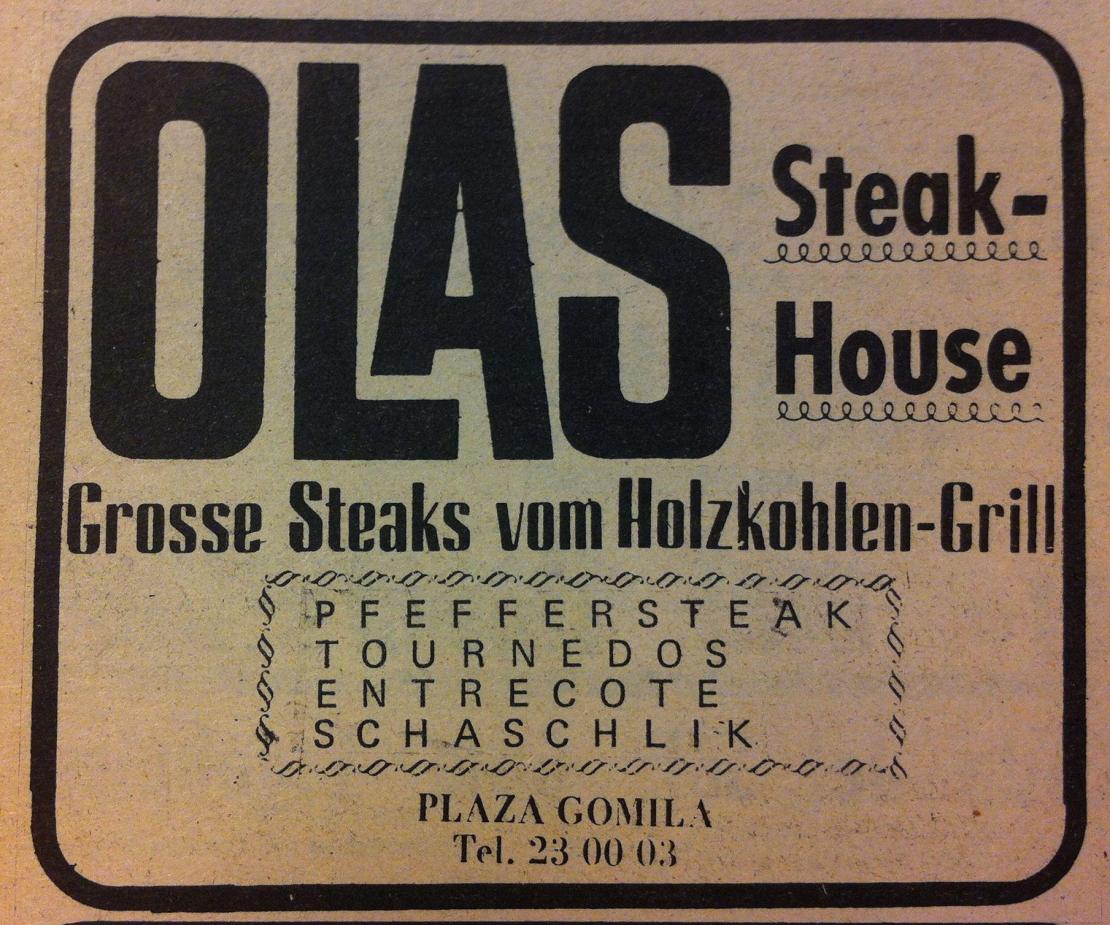 OLAS
Steak-
House
Grosse Steaks vom Holzkohlen-Grill!
PFEFFERSTEAK
TOURNEDOS
ENTRECOTE
SCHASCHLIK
PLAZA GOMILA
Tel. 23 00 03